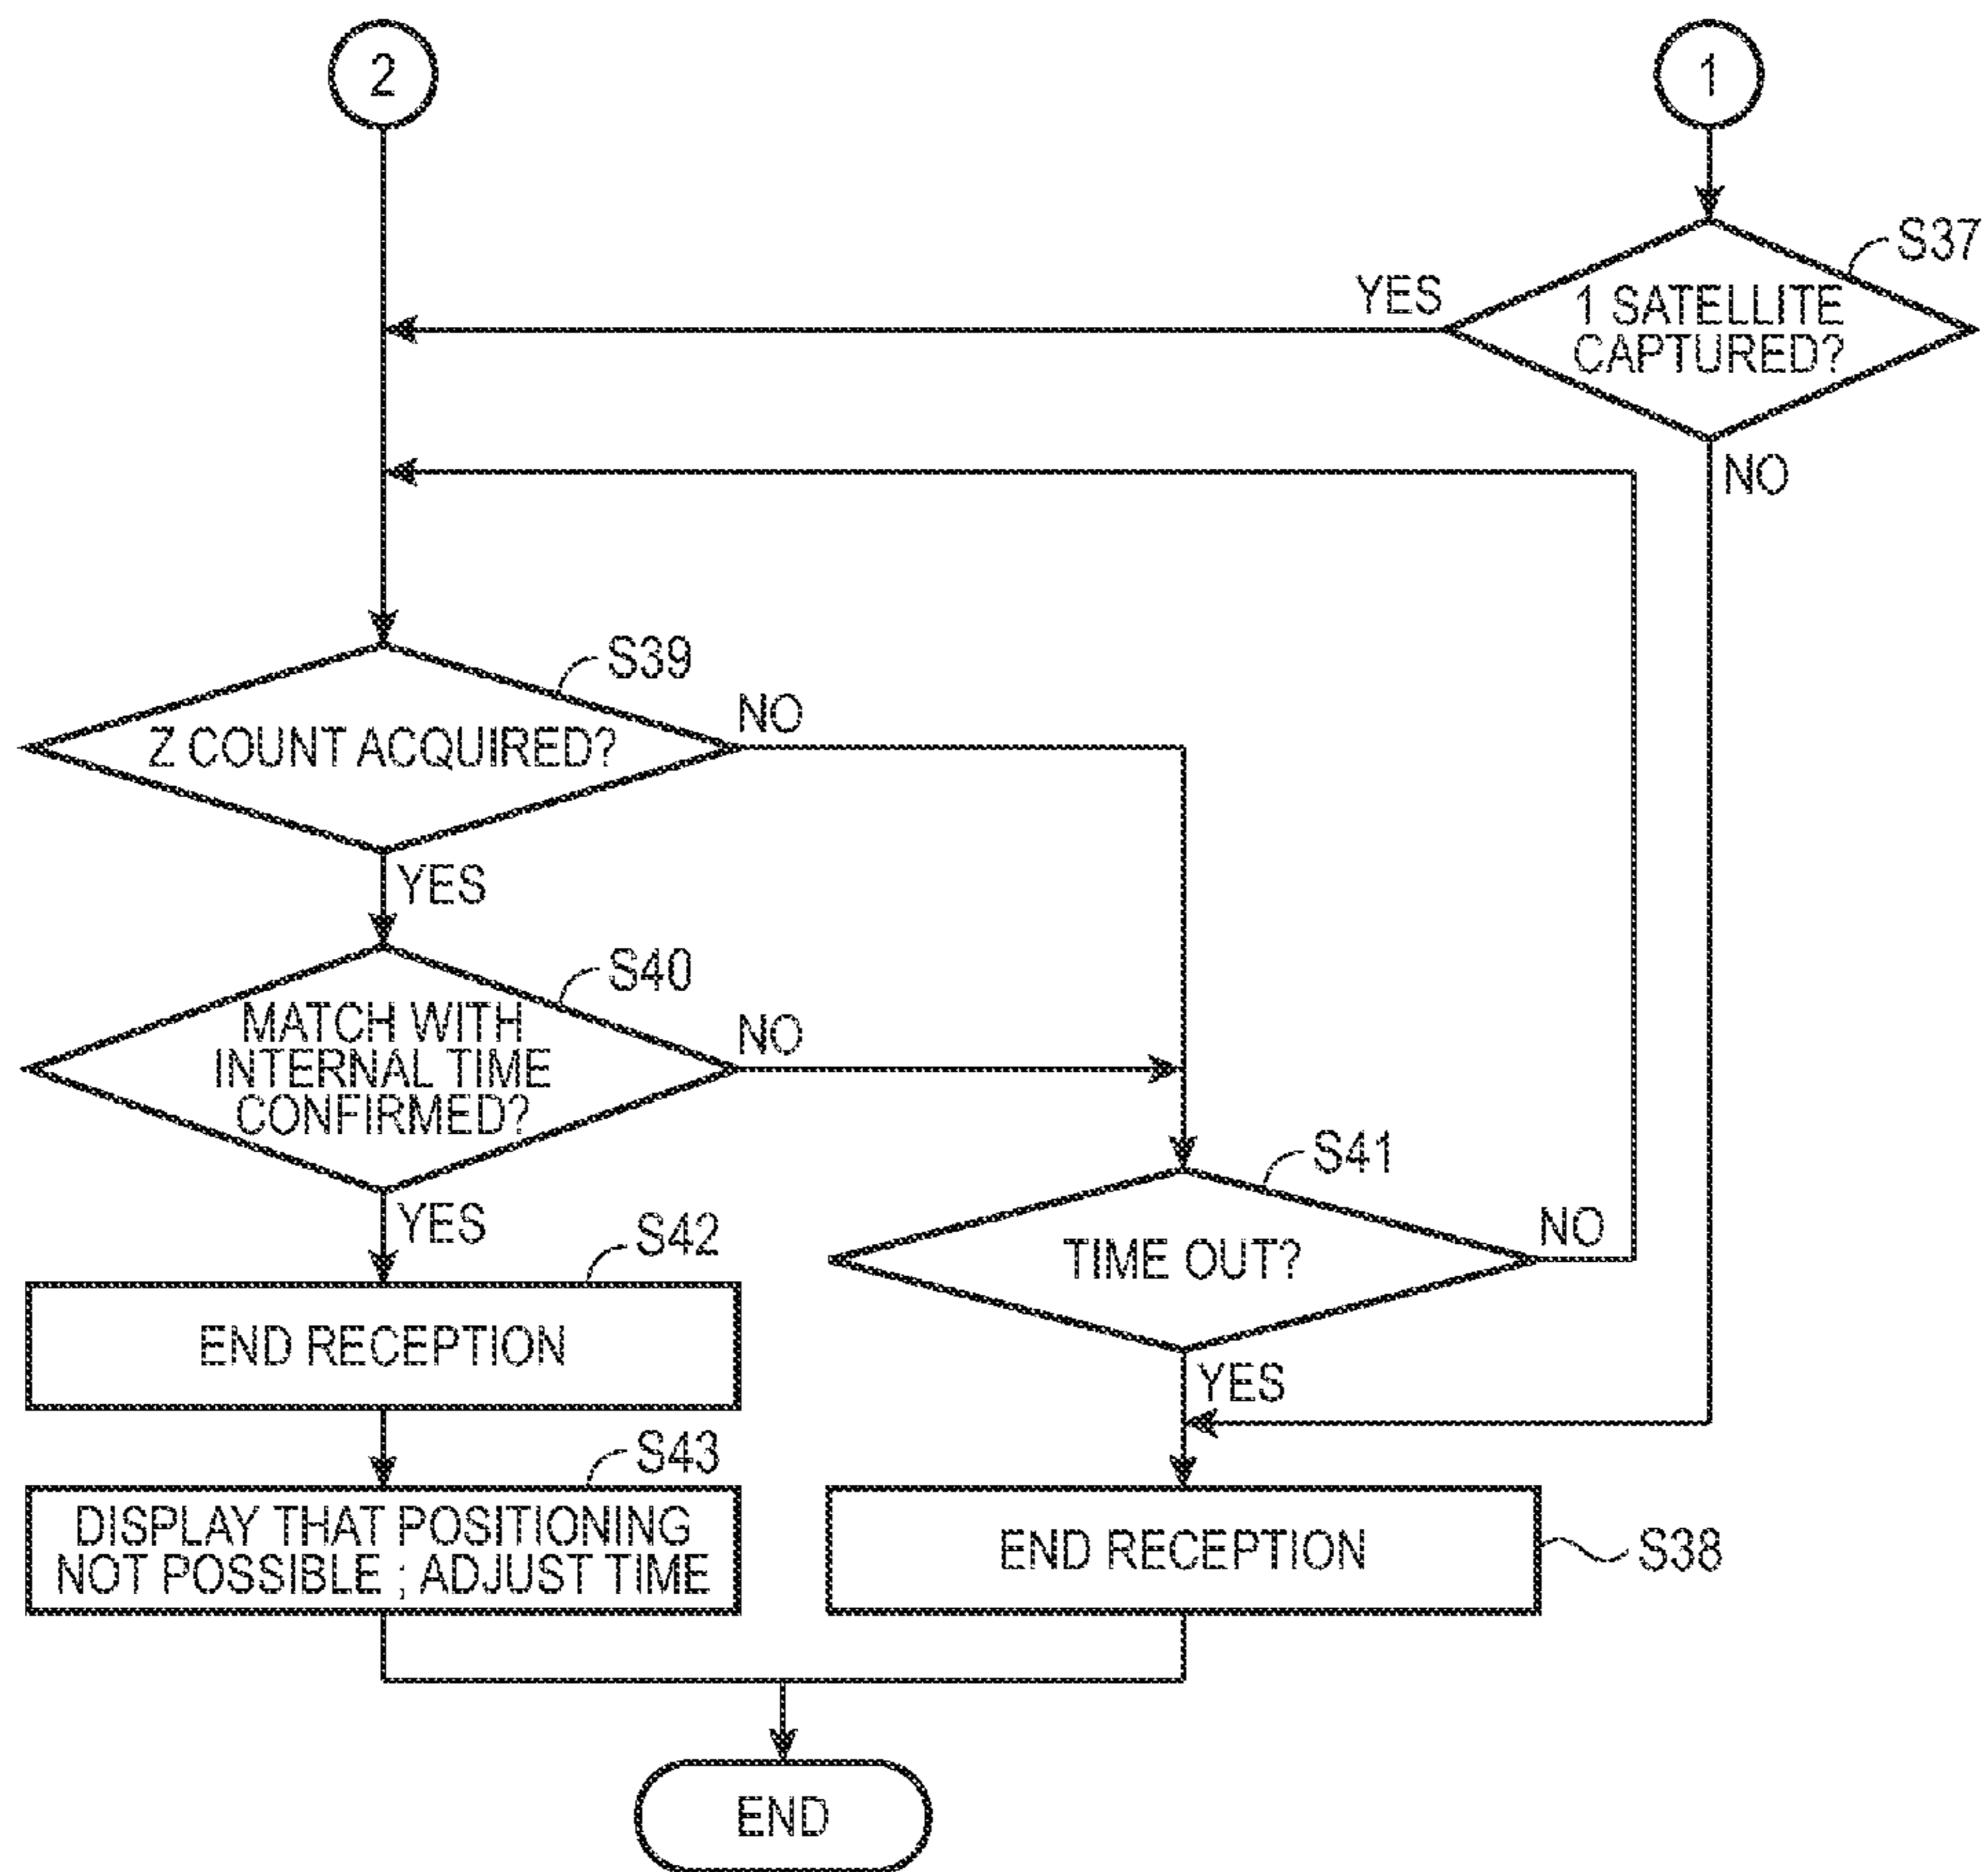 2
1
S37
YES
1 SATELLITE
CAPTURED?
NO
S39
NO
Z COUNT ACQUIRED?
YES
S40
MATCH WITH
INTERNAL TIME
CONFIRMED?
NO
S41
YES
S42
TIME OUT?
NO
END RECEPTION
YES
S43
DISPLAY THAT POSITIONING
NOT POSSIBLE ; ADJUST TIME
END RECEPTION
S38
END